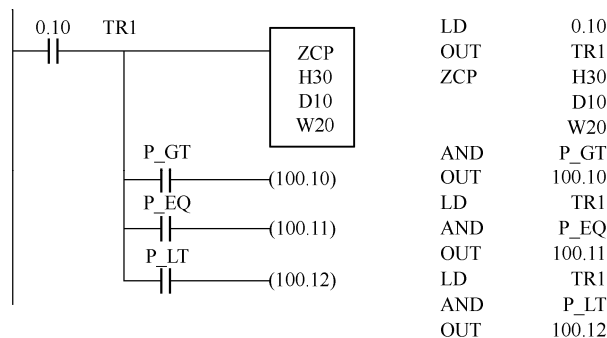 0.10 TR1
ZCP
H30
D10
W20
P_GT
(100.10)
P_EQ
(100.11)
P_LT
(100.12)
LD 0.10
OUT TR1
ZCP H30
D10
W20
AND P_GT
OUT 100.10
LD TR1
AND P_EQ
OUT 100.11
LD TR1
AND P_LT
OUT 100.12